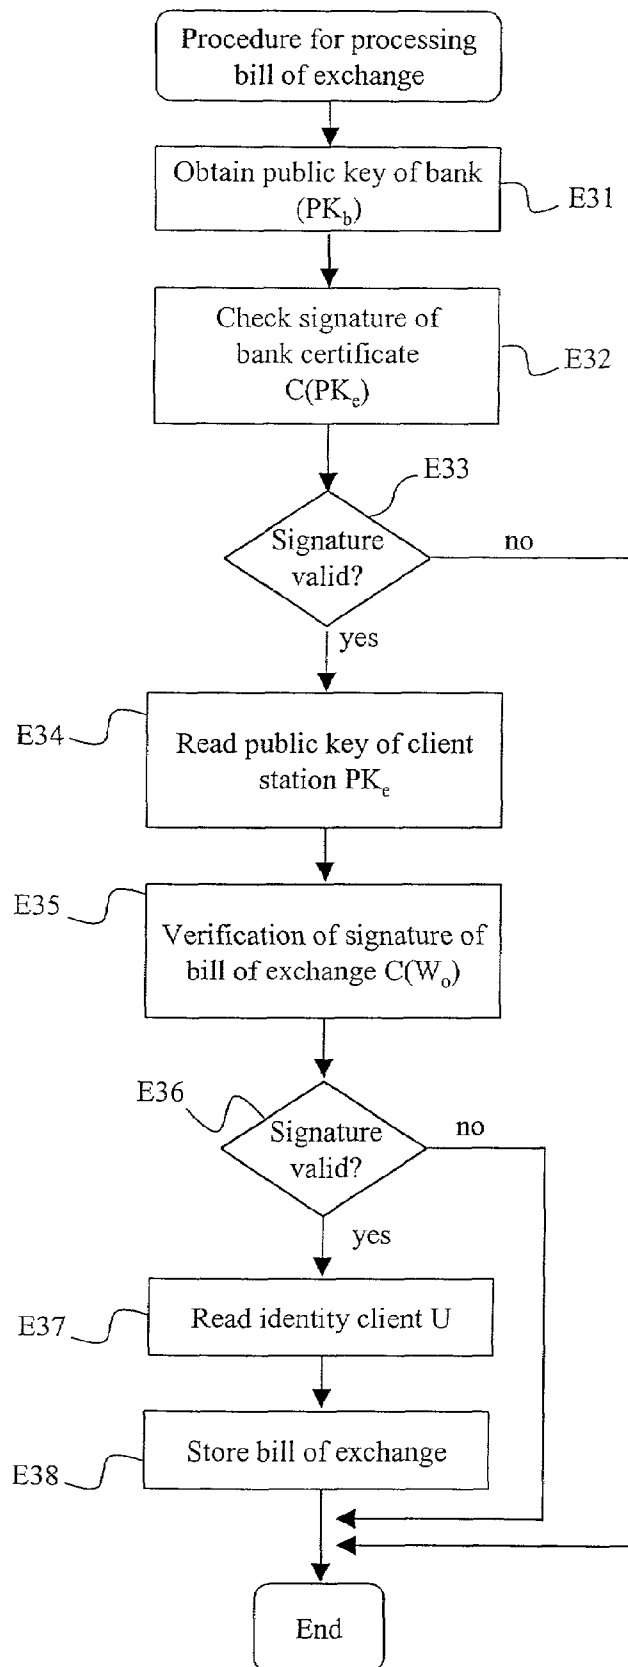 Procedure for processing
bill of exchange
Obtain public key of bank
(PKb)
E31
Check signature of
bank certificate
C(PKe)
E32
E33
Signature
valid?
no
yes
E34
Read public key of client
station PKe
E35
Verification of signature of
bill of exchange C(Wo)
E36
Signature
valid?
no
yes
Read identity client U
E37
Store bill of exchange
E38
End